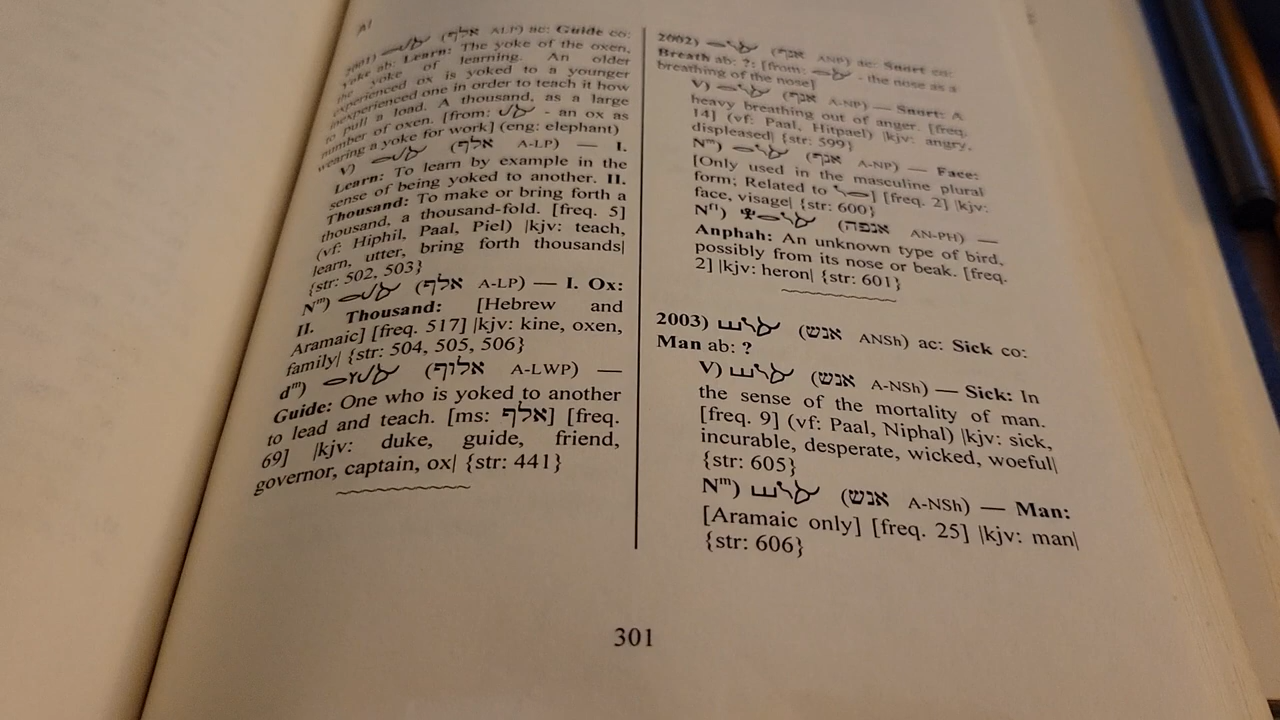 Al
2001) (אלף ALP) ac: Guide co:
Yoke ab: Learn: The yoke of the oxen,
the yoke of learning. An older
experienced ox is yoked to a younger
inexperienced one in order to teach it how
to pull a load. A thousand, as a large
number of oxen. [from: - an ox as
wearing a yoke for work] (eng: elephant)
V) (אלף A-LP) — I.
Learn: To learn by example in the
sense of being yoked to another. II.
Thousand: To make or bring forth a
thousand, a thousand-fold. [freq. 5]
(vf: Hiphil, Paal, Piel) |kjv: teach,
learn, utter, bring forth thousands|
{str: 502, 503}
Nᵐ) (אלף A-LP) — I. Ox:
II. Thousand: [Hebrew and
Aramaic] [freq. 517] |kjv: kine, oxen,
family| {str: 504, 505, 506}
dᵐ) (אלוף A-LWP) —
Guide: One who is yoked to another
to lead and teach. [ms: אלף] [freq.
69] |kjv: duke, guide, friend,
governor, captain, ox| {str: 441}
2002) (אנף ANP) ac: Snort co:
Breath ab: ?: [from: - the nose as a
breathing of the nose]
V) (אנף A-NP) — Snort: A
heavy breathing out of anger. [freq.
14] (vf: Paal, Hitpael) |kjv: angry,
displeased| {str: 599}
Nᵐ) (אנף A-NP) — Face:
[Only used in the masculine plural
form; Related to ] [freq. 2] |kjv:
face, visage| {str: 600}
Nᶠ¹) (אנפה AN-PH) —
Anphah: An unknown type of bird,
possibly from its nose or beak. [freq.
2] |kjv: heron| {str: 601}
2003) (אנש ANSh) ac: Sick co:
Man ab: ?
V) (אנש A-NSh) — Sick: In
the sense of the mortality of man.
[freq. 9] (vf: Paal, Niphal) |kjv: sick,
incurable, desperate, wicked, woeful|
{str: 605}
Nᵐ) (אנש A-NSh) — Man:
[Aramaic only] [freq. 25] |kjv: man|
{str: 606}
301